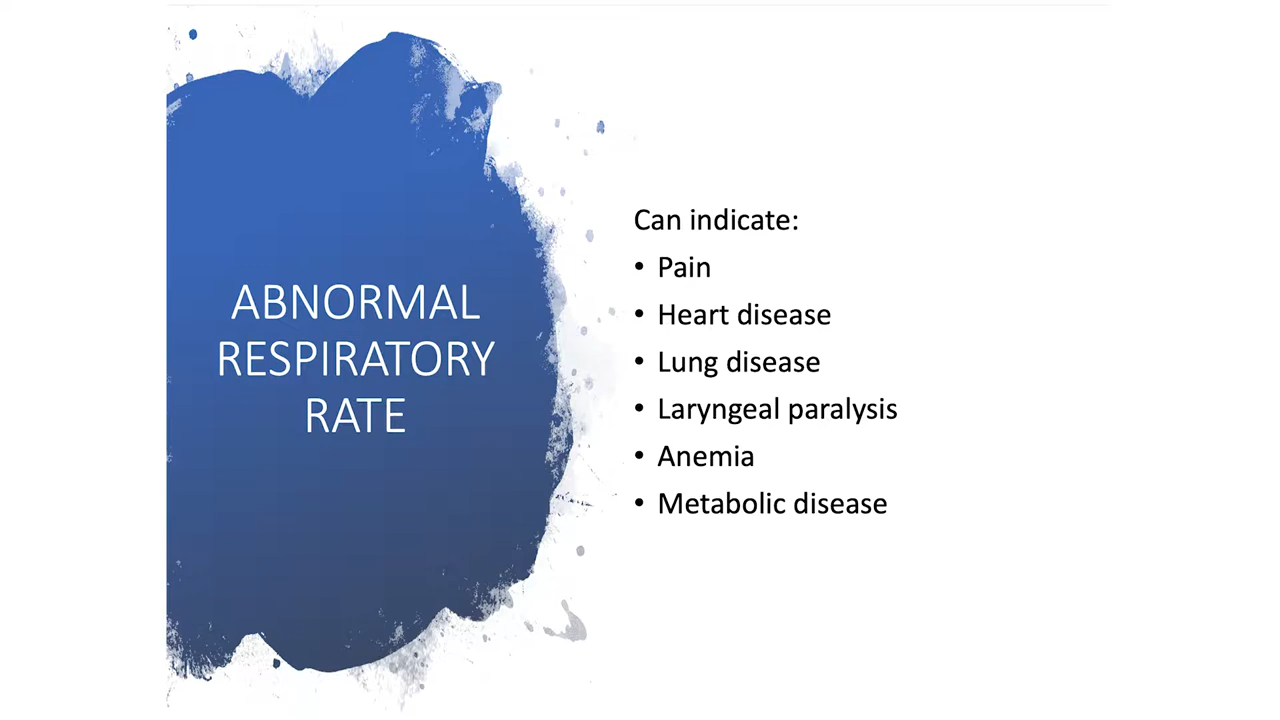 ABNORMAL
RESPIRATORY
RATE
Can indicate:
• Pain
• Heart disease
• Lung disease
• Laryngeal paralysis
• Anemia
• Metabolic disease